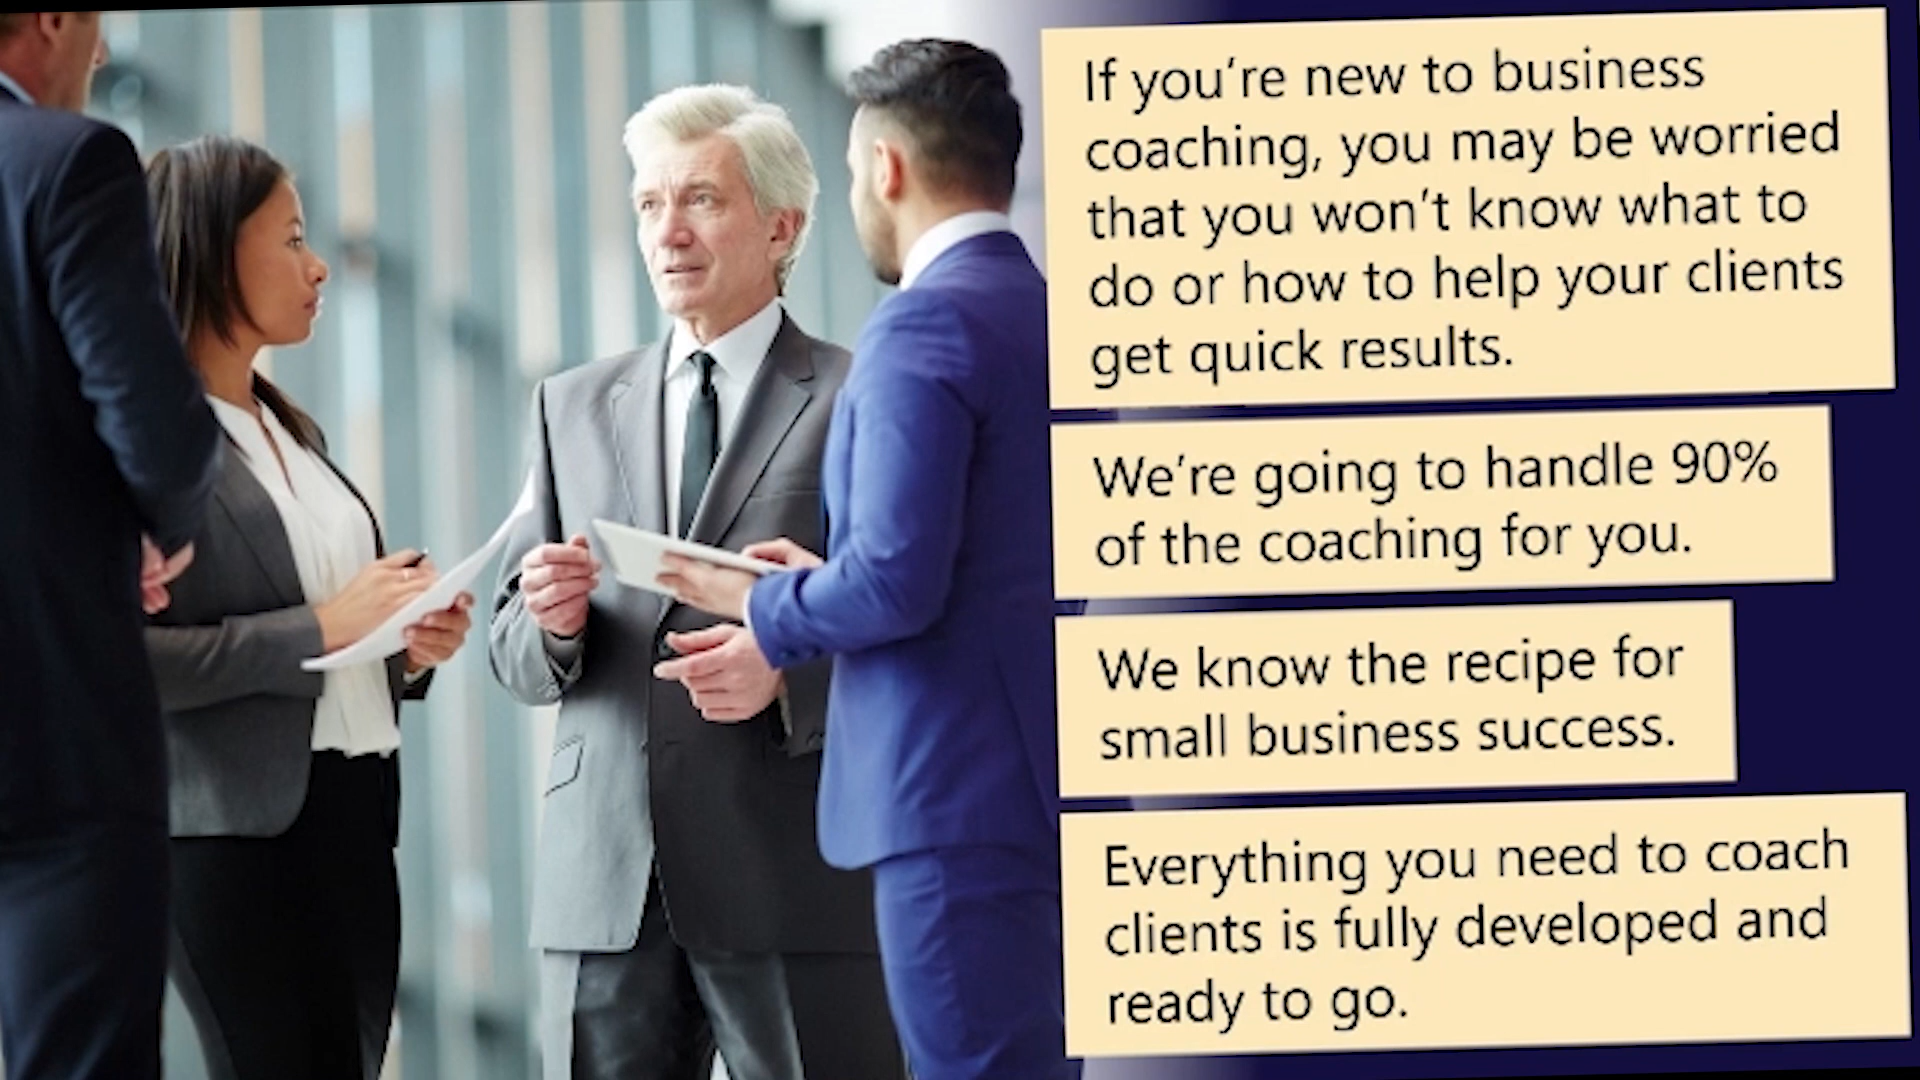 If you’re new to business
coaching, you may be worried
that you won’t know what to
do or how to help your clients
get quick results.
We’re going to handle 90%
of the coaching for you.
We know the recipe for
small business success.
Everything you need to coach
clients is fully developed and
ready to go.